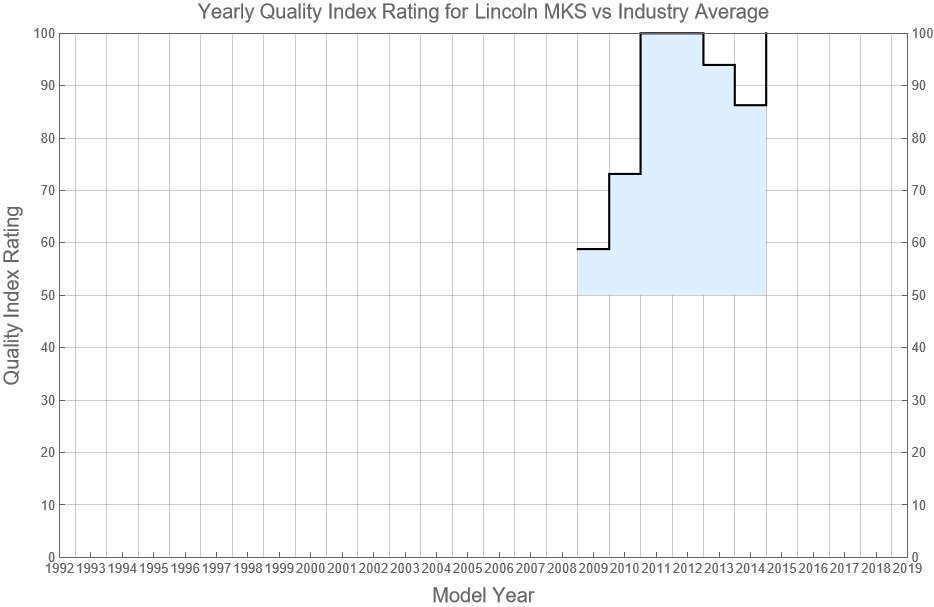 Yearly Quality Index Rating for Lincoln MKS vs Industry Average
100 100
90 90
80 80
70 70
60 60
50 50
40 40
30 30
20 20
10 10
0 0
Quality Index Rating
1992 1993 1994 1995 1996 1997 1998 1999 2000 2001 2002 2003 2004 2005 2006 2007 2008 2009 2010 2011 2012 2013 2014 2015 2016 2017 2018 2019
Model Year